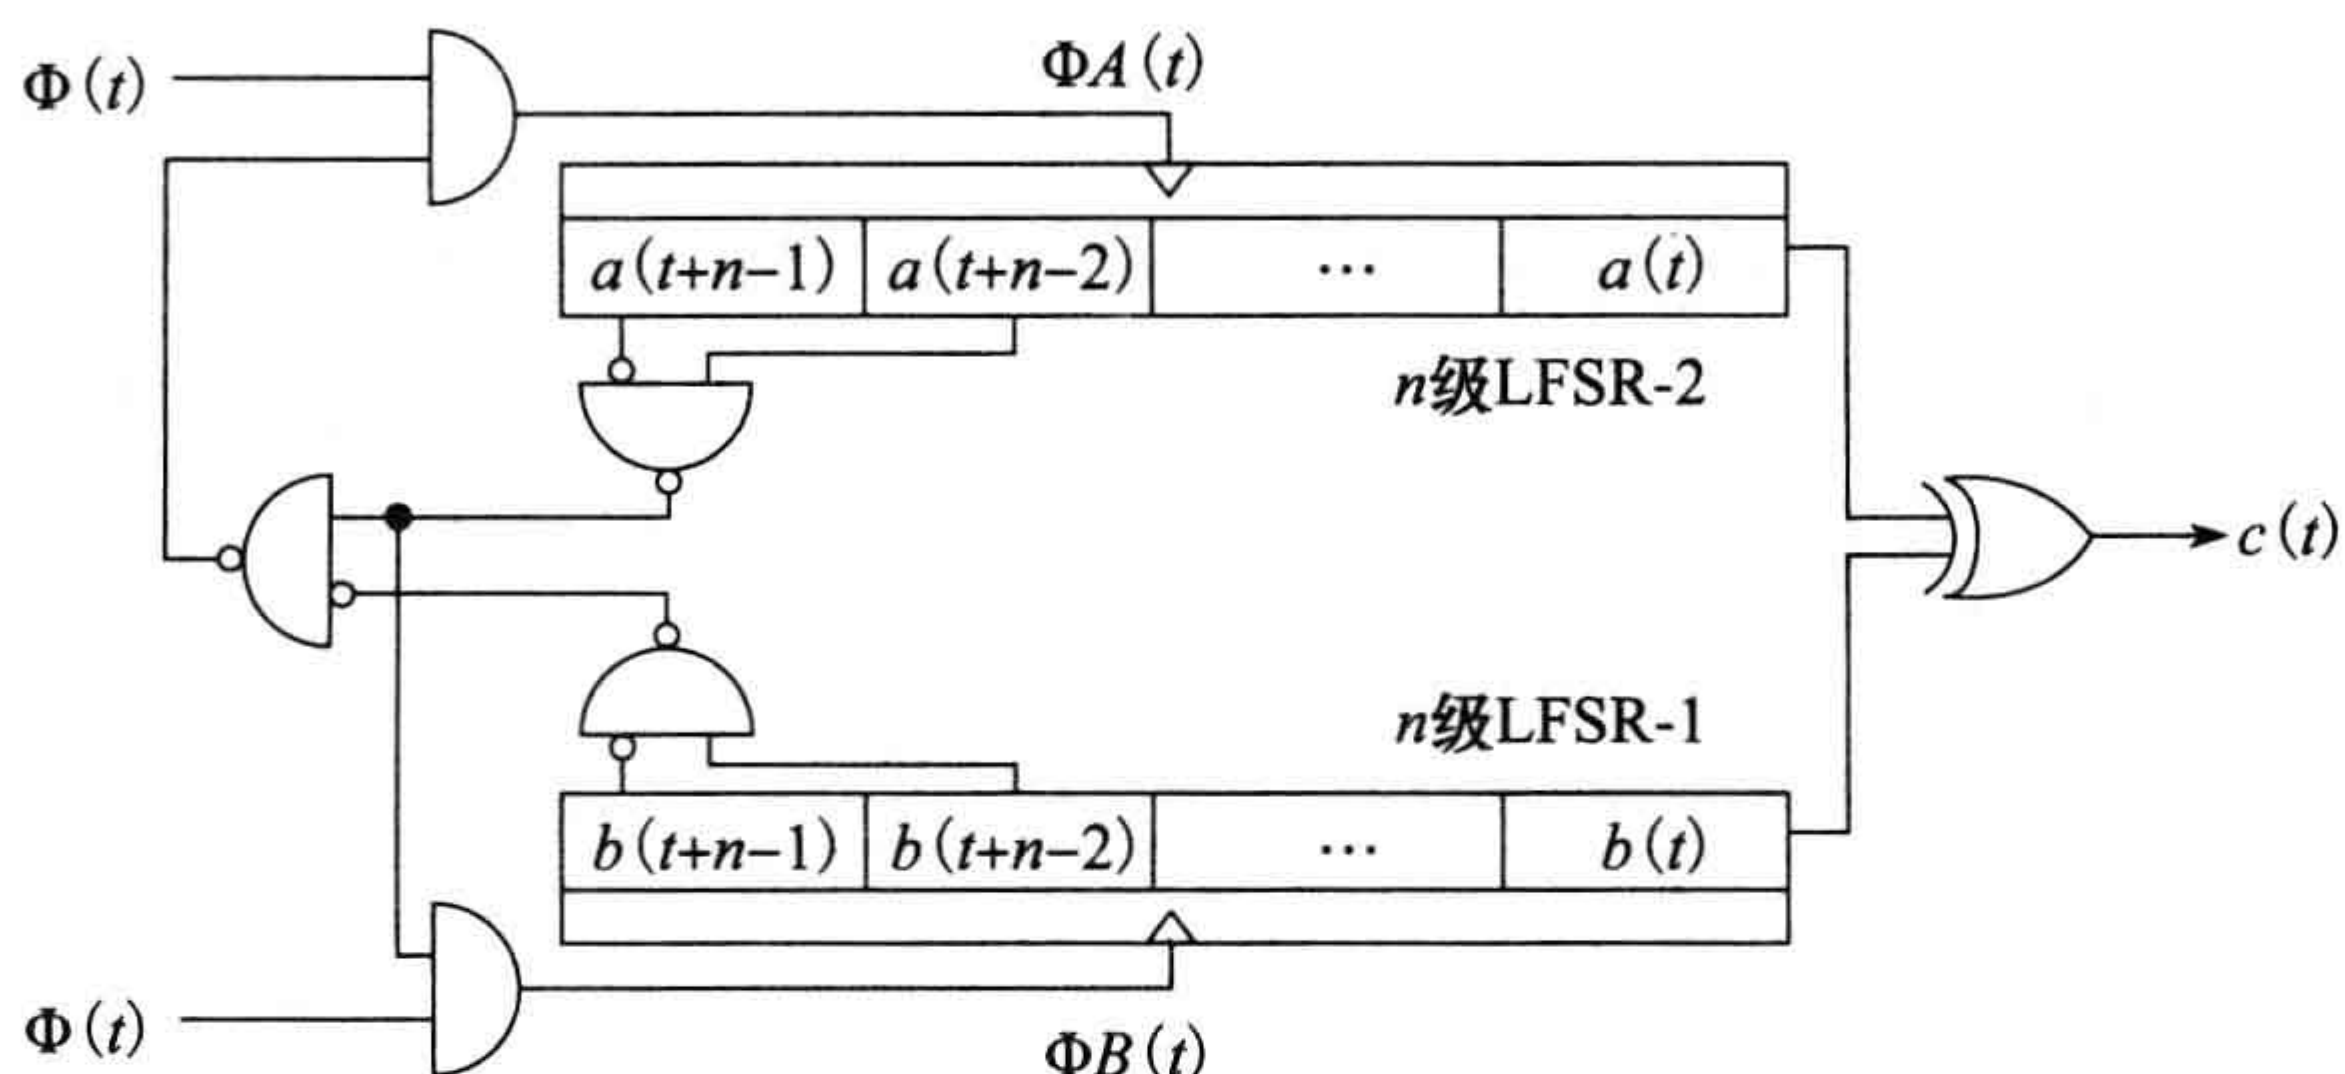 Φ(t)
ΦA(t)
a(t+n−1) a(t+n−2) ··· a(t)
n级LFSR-2
c(t)
n级LFSR-1
b(t+n−1) b(t+n−2) ··· b(t)
Φ(t)
ΦB(t)